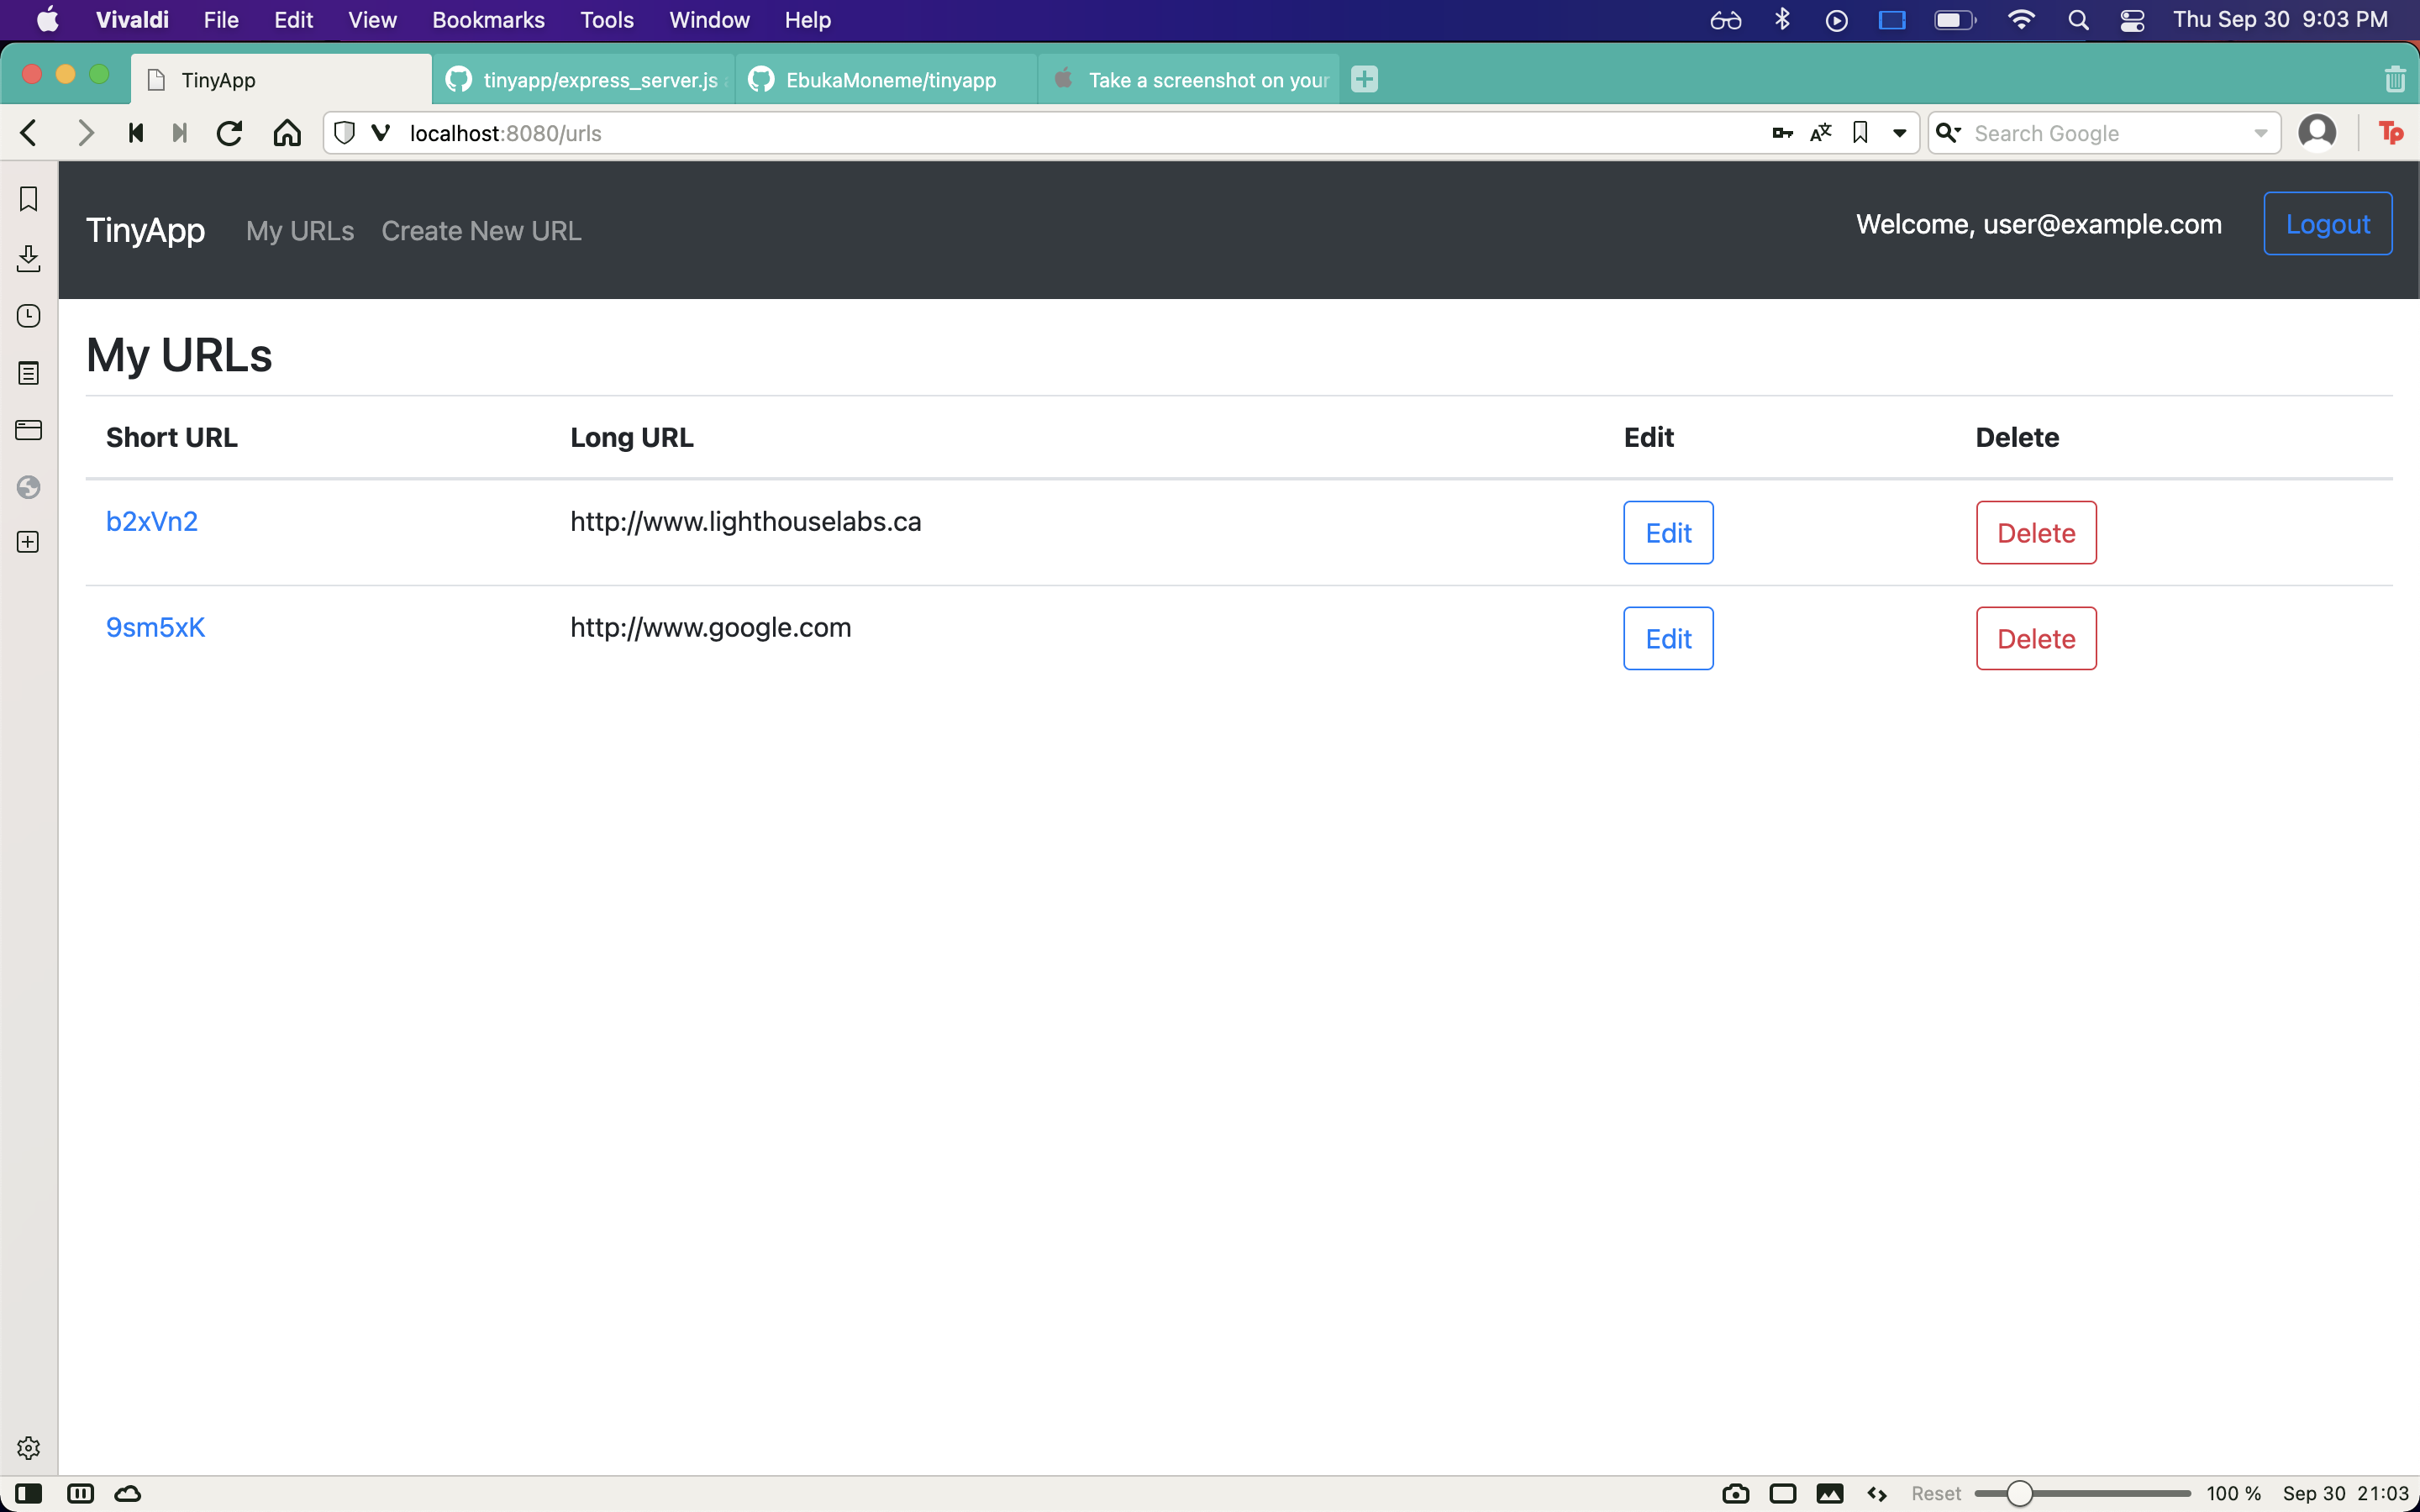 Vivaldi File Edit View Bookmarks Tools Window Help Thu Sep 30 9:03 PM
TinyApp tinyapp/express_server.js EbukaMoneme/tinyapp Take a screenshot on your
localhost:8080/urls Search Google Tp
TinyApp My URLs Create New URL Welcome, user@example.com Logout
My URLs
Short URL Long URL Edit Delete
b2xVn2 http://www.lighthouselabs.ca Edit Delete
9sm5xK http://www.google.com Edit Delete
Reset 100 % Sep 30 21:03